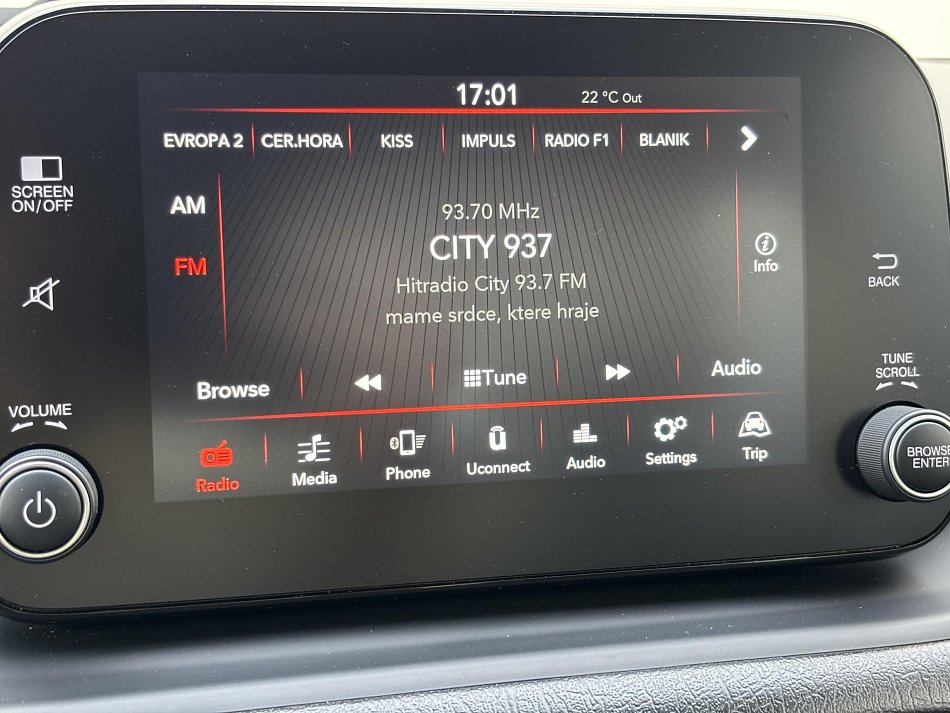 17:01 22 °C Out
EVROPA 2 CER.HORA KISS IMPULS RADIO F1 BLANIK
SCREEN
ON/OFF
AM
FM
93.70 MHz
CITY 937
Hitradio City 93.7 FM
mame srdce, ktere hraje
Info
BACK
TUNE
SCROLL
Browse Tune Audio
VOLUME
Radio Media Phone Uconnect Audio Settings Trip
BROWSE
ENTER